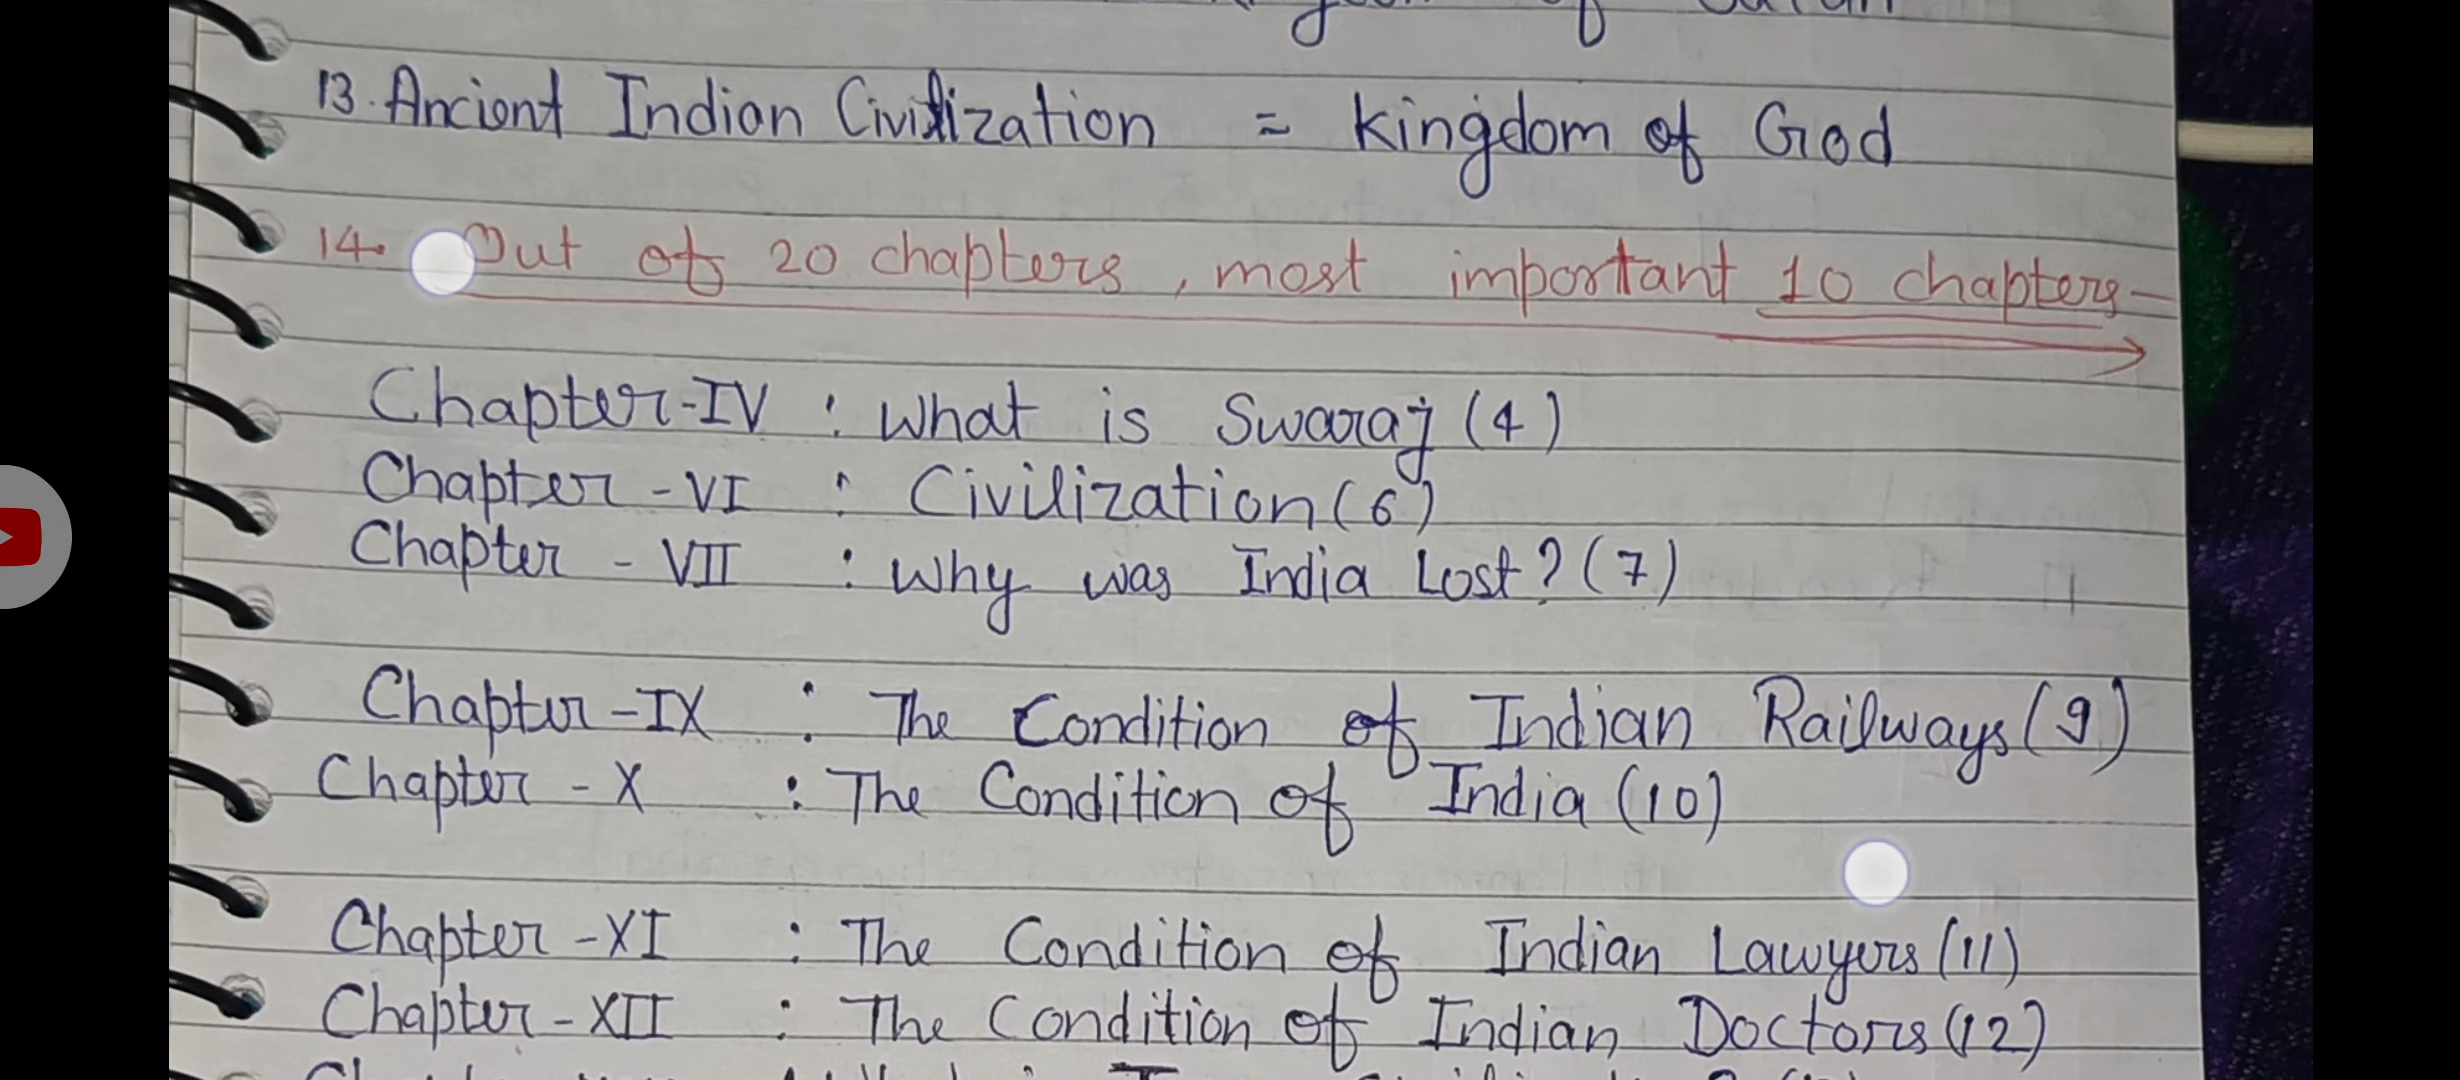 13. Ancient Indian Civilization = kingdom of God
14. Out of 20 chapters, most important 10 chapters-
Chapter-IV : What is Swaraj (4)
Chapter-VI : Civilization (6)
Chapter-VII : Why was India Lost? (7)
Chapter-IX : The Condition of Indian Railways (9)
Chapter-X : The Condition of India (10)
Chapter-XI : The Condition of Indian Lawyers (11)
Chapter-XII : The Condition of Indian Doctors (12)